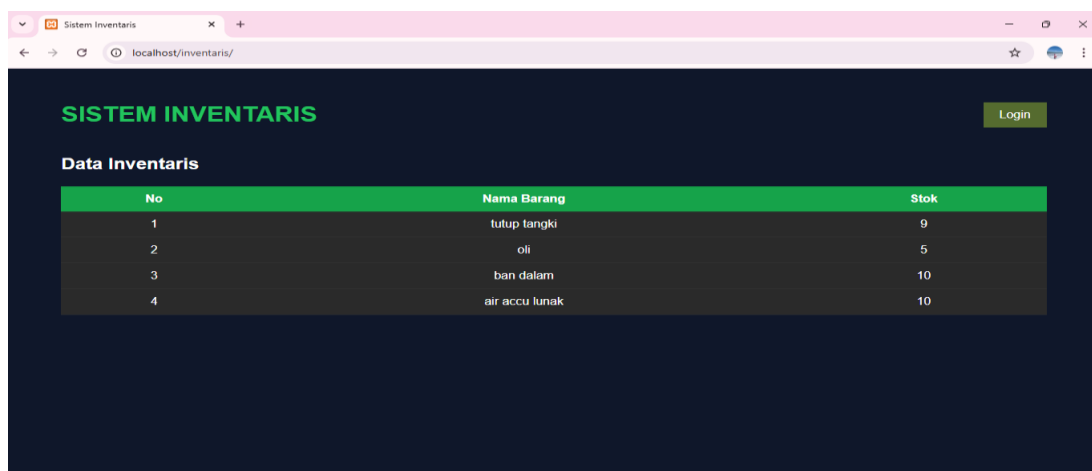 Sistem Inventaris
localhost/inventaris/
SISTEM INVENTARIS
Login
Data Inventaris
No Nama Barang Stok
1 tutup tangki 9
2 oli 5
3 ban dalam 10
4 air accu lunak 10